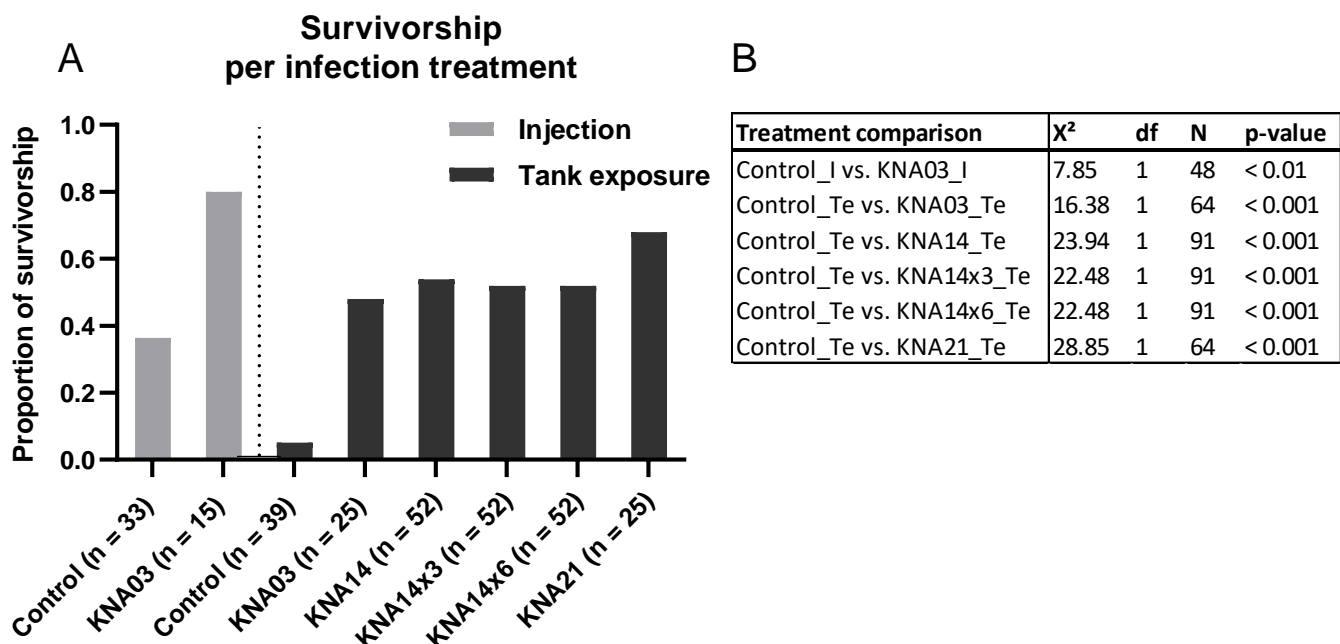 A
Survivorship
per infection treatment
Injection
Tank exposure
Proportion of survivorship
1.0
0.8
0.6
0.4
0.2
0.0
Control (n = 33)
KNA03 (n = 15)
Control (n = 39)
KNA03 (n = 25)
KNA14 (n = 52)
KNA14x3 (n = 52)
KNA14x6 (n = 52)
KNA21 (n = 25)
B
Treatment comparison X² df N p-value
Control_I vs. KNA03_I 7.85 1 48 < 0.01
Control_Te vs. KNA03_Te 16.38 1 64 < 0.001
Control_Te vs. KNA14_Te 23.94 1 91 < 0.001
Control_Te vs. KNA14x3_Te 22.48 1 91 < 0.001
Control_Te vs. KNA14x6_Te 22.48 1 91 < 0.001
Control_Te vs. KNA21_Te 28.85 1 64 < 0.001